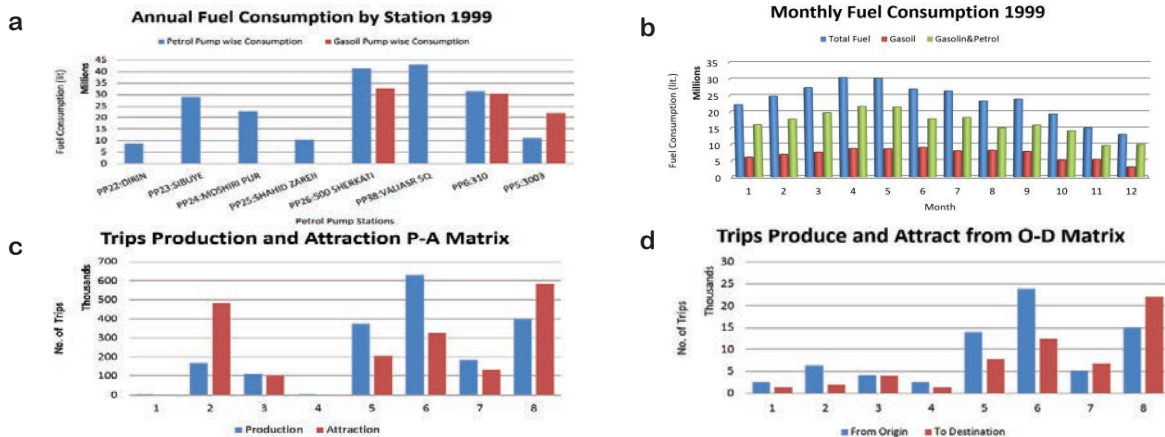 a
Annual Fuel Consumption by Station 1999
Petrol Pump wise Consumption
Gasoil Pump wise Consumption
Fuel Consumption (lit)
Millions
45
40
35
30
25
20
15
10
5
0
PP22:DIRIN
PP23:SIBUYE
PP24:MOSHIRI PUR
PP25:SHAHID ZAREII
PP26:500 SHERKATI
PP38:VALIASR SQ
PP6:310
PP5:3003
Petrol Pump Stations
b
Monthly Fuel Consumption 1999
Total Fuel
Gasoil
Gasolin&Petrol
Fuel Consumption (lit.)
Millions
35
30
25
20
15
10
5
0
1 2 3 4 5 6 7 8 9 10 11 12
Month
c
Trips Production and Attraction P-A Matrix
No. of Trips
Thousands
700
600
500
400
300
200
100
0
1 2 3 4 5 6 7 8
Production
Attraction
d
Trips Produce and Attract from O-D Matrix
No. of Trips
Thousands
30
25
20
15
10
5
0
1 2 3 4 5 6 7 8
From Origin
To Destination